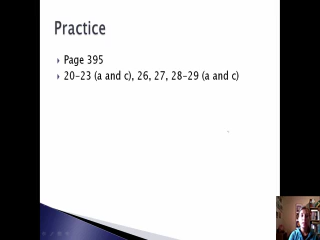 Practice
Page 395
20-23 (a and c), 26, 27, 28-29 (a and c)